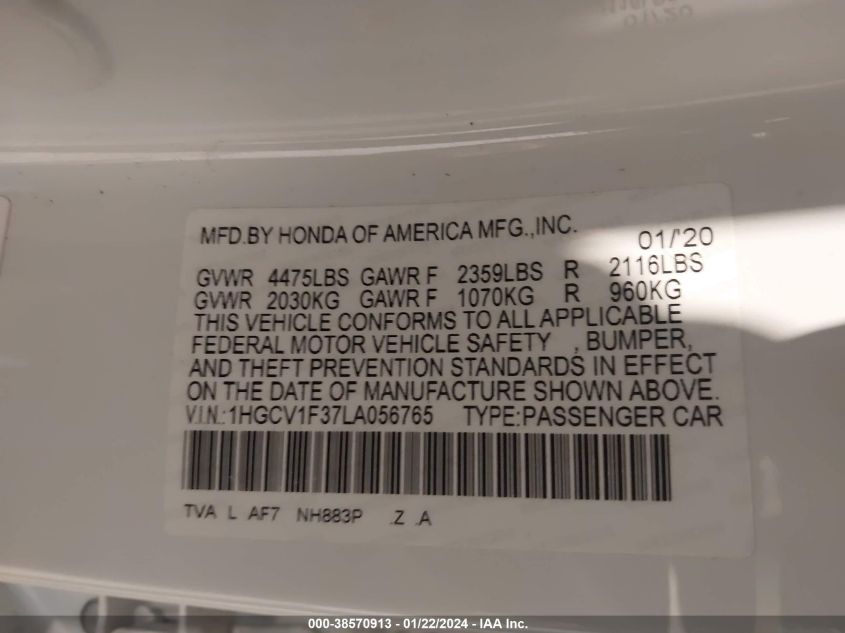 01/'20
MFD.BY HONDA OF AMERICA MFG.,INC. 01/'20
GVWR 4475LBS GAWR F 2359LBS R 2116LBS
GVWR 2030KG GAWR F 1070KG R 960KG
THIS VEHICLE CONFORMS TO ALL APPLICABLE
FEDERAL MOTOR VEHICLE SAFETY , BUMPER,
AND THEFT PREVENTION STANDARDS IN EFFECT
ON THE DATE OF MANUFACTURE SHOWN ABOVE.
V.I.N.:1HGCV1F37LA056765 TYPE:PASSENGER CAR
TVA L AF7 NH883P .Z .A
000-38570913 - 01/22/2024 - IAA Inc.